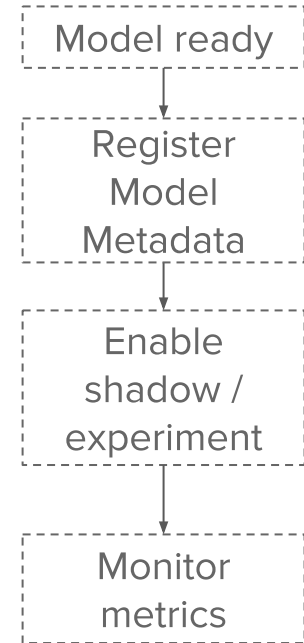 Model ready
Register
Model
Metadata
Enable
shadow /
experiment
Monitor
metrics